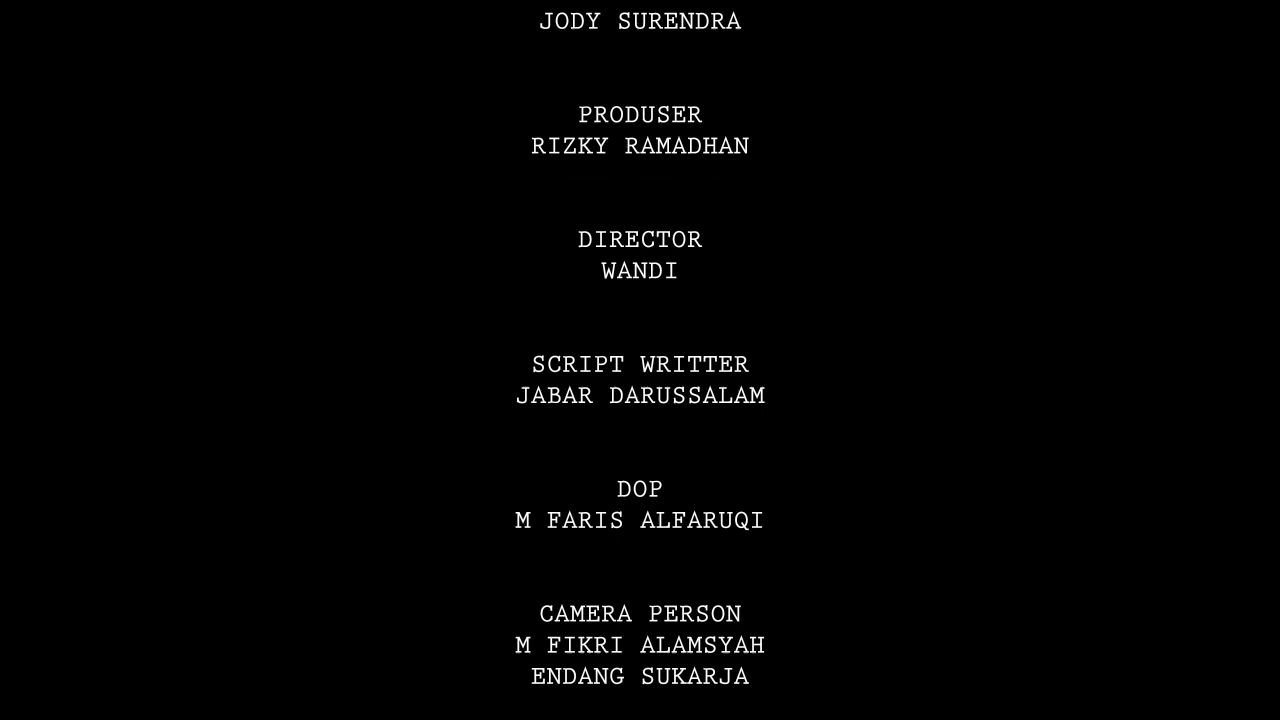 JODY SURENDRA
PRODUSER
RIZKY RAMADHAN
DIRECTOR
WANDI
SCRIPT WRITTER
JABAR DARUSSALAM
DOP
M FARIS ALFARUQI
CAMERA PERSON
M FIKRI ALAMSYAH
ENDANG SUKARJA